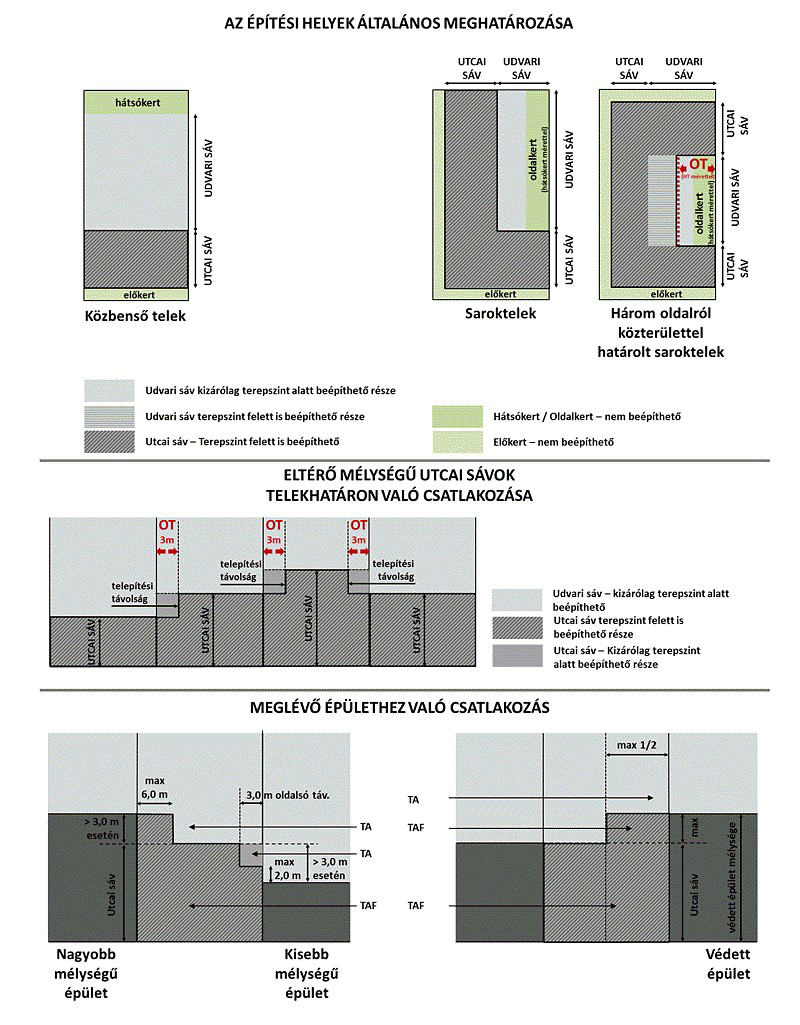 AZ ÉPÍTÉSI HELYEK ÁLTALÁNOS MEGHATÁROZÁSA
hátsókert
UDVARI SÁV
UTCAI SÁV
előkert
Közbenső telek
UTCAI
SÁV
UDVARI
SÁV
oldalkert
(hátsókert mérettel)
UDVARI SÁV
UTCAI SÁV
előkert
Saroktelek
UTCAI
SÁV
UDVARI
SÁV
UTCAI
SÁV
OT
(HT mérettel)
oldalkert
(hátsókert mérettel)
UDVARI SÁV
UTCAI
SÁV
előkert
Három oldalról
közterülettel
határolt saroktelek
Udvari sáv kizárólag terepszint alatt beépíthető része
Udvari sáv terepszint felett is beépíthető része
Utcai sáv – Terepszint felett is beépíthető
Hátsókert / Oldalkert – nem beépíthető
Előkert – nem beépíthető
ELTÉRŐ MÉLYSÉGŰ UTCAI SÁVOK
TELEKHATÁRON VALÓ CSATLAKOZÁSA
OT
3m
OT
3m
OT
3m
telepítési
távolság
telepítési
távolság
telepítési
távolság
UTCAI SÁV
UTCAI SÁV
UTCAI SÁV
UTCAI SÁV
Udvari sáv – kizárólag terepszint alatt
beépíthető
Utcai sáv terepszint felett is
beépíthető része
Utcai sáv – Kizárólag terepszint
alatt beépíthető része
MEGLÉVŐ ÉPÜLETHEZ VALÓ CSATLAKOZÁS
max
6,0 m
3,0 m oldalsó táv.
> 3,0 m
esetén
Utcai sáv
max
2,0 m
> 3,0 m
esetén
TA
TA
TAF
Nagyobb
mélységű
épület
Kisebb
mélységű
épület
max 1/2
TA
TAF
TAF
max
Utcai sáv
védett épület mélysége
Védett
épület